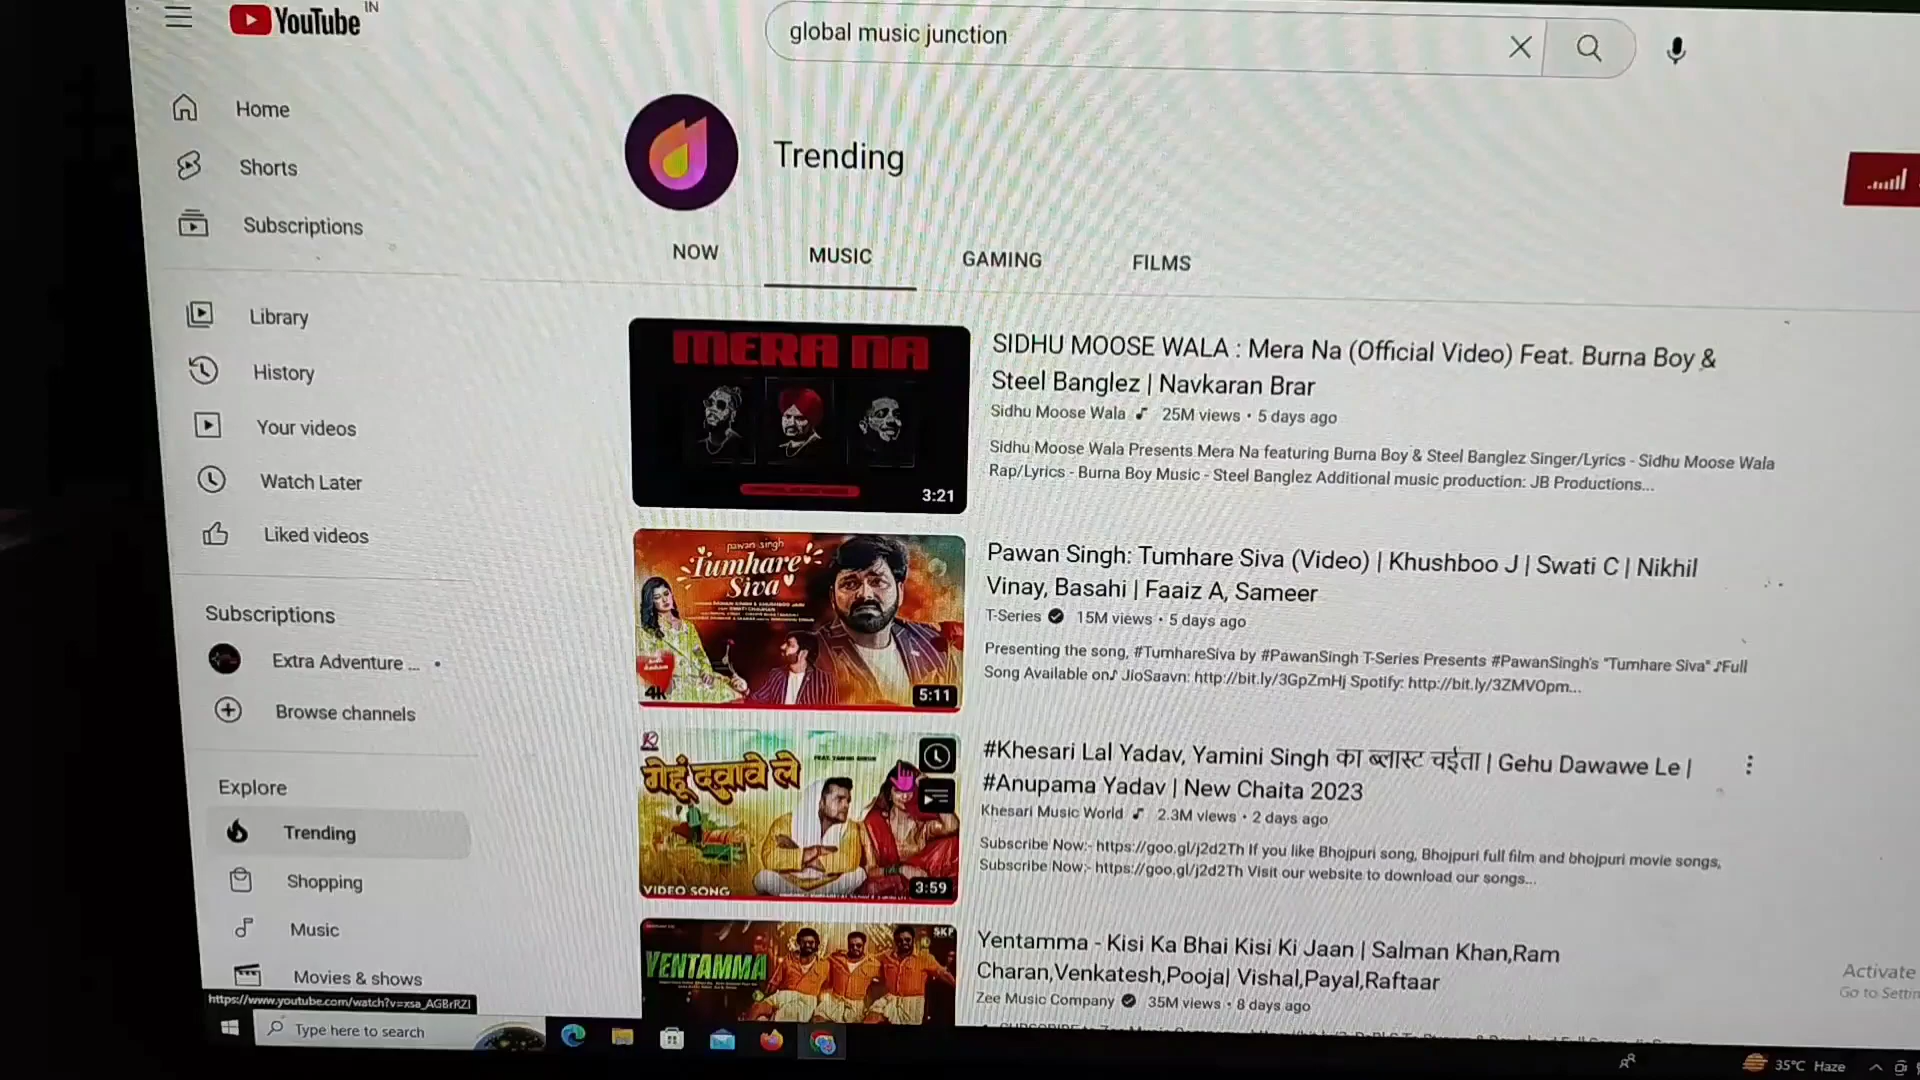 YouTube IN
global music junction
Home
Shorts
Subscriptions
Library
History
Your videos
Watch Later
Liked videos
Subscriptions
Extra Adventure ...
Browse channels
Explore
Trending
Shopping
Music
Movies & shows
https://www.youtube.com/watch?v=xsa_AGBrRZI
Type here to search
Trending
NOW MUSIC GAMING FILMS
MERA NA
3:21
SIDHU MOOSE WALA : Mera Na (Official Video) Feat. Burna Boy &
Steel Banglez | Navkaran Brar
Sidhu Moose Wala 25M views • 5 days ago
Sidhu Moose Wala Presents Mera Na featuring Burna Boy & Steel Banglez Singer/Lyrics - Sidhu Moose Wala
Rap/Lyrics - Burna Boy Music - Steel Banglez Additional music production: JB Productions...
pawan singh
Tumhare
Siva
4K
5:11
Pawan Singh: Tumhare Siva (Video) | Khushboo J | Swati C | Nikhil
Vinay, Basahi | Faaiz A, Sameer
T-Series 15M views • 5 days ago
Presenting the song, #TumhareSiva by #PawanSingh T-Series Presents #PawanSingh's "Tumhare Siva" ♪Full
Song Available on♪ JioSaavn: http://bit.ly/3GpZmHj Spotify: http://bit.ly/3ZMVOpm...
गेहूं दवावे ले
VIDEO SONG
3:59
#Khesari Lal Yadav, Yamini Singh का ब्लास्ट चईता | Gehu Dawawe Le |
#Anupama Yadav | New Chaita 2023
Khesari Music World 2.3M views • 2 days ago
Subscribe Now:- https://goo.gl/j2d2Th If you like Bhojpuri song, Bhojpuri full film and bhojpuri movie songs,
Subscribe Now:- https://goo.gl/j2d2Th Visit our website to download our songs...
YENTAMMA
SKF
Yentamma - Kisi Ka Bhai Kisi Ki Jaan | Salman Khan,Ram
Charan,Venkatesh,Pooja| Vishal,Payal,Raftaar
Zee Music Company 35M views • 8 days ago
Activate
Go to Settin
35°C Haze